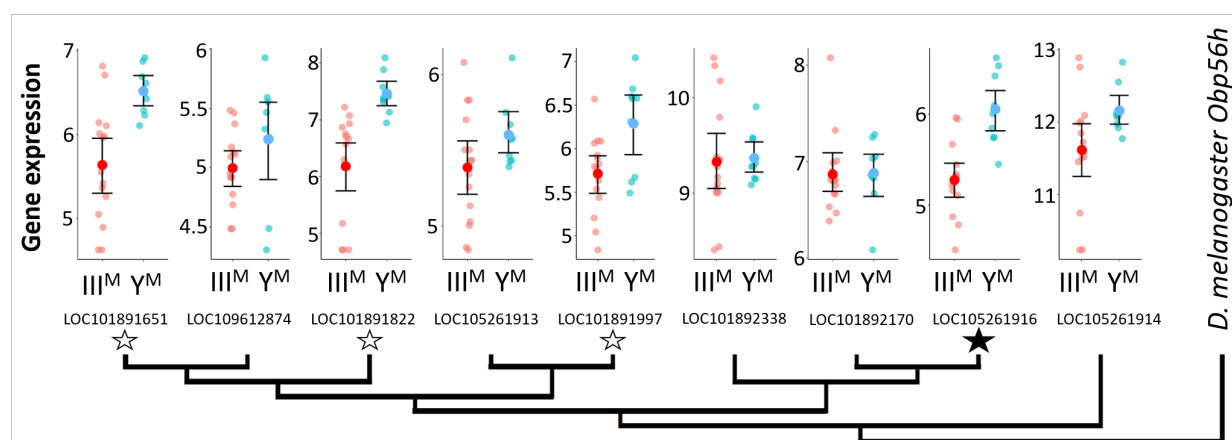 Gene expression
7
6
5
III^M Y^M
LOC101891651
6
5.5
5
4.5
III^M Y^M
LOC109612874
8
7
6
5
III^M Y^M
LOC101891822
6
5
III^M Y^M
LOC105261913
7
6.5
6
5.5
5
III^M Y^M
LOC101891997
10
9
III^M Y^M
LOC101892338
8
7
6
III^M Y^M
LOC101892170
6
5
III^M Y^M
LOC105261916
13
12
11
III^M Y^M
LOC105261914
D. melanogaster Obp56h